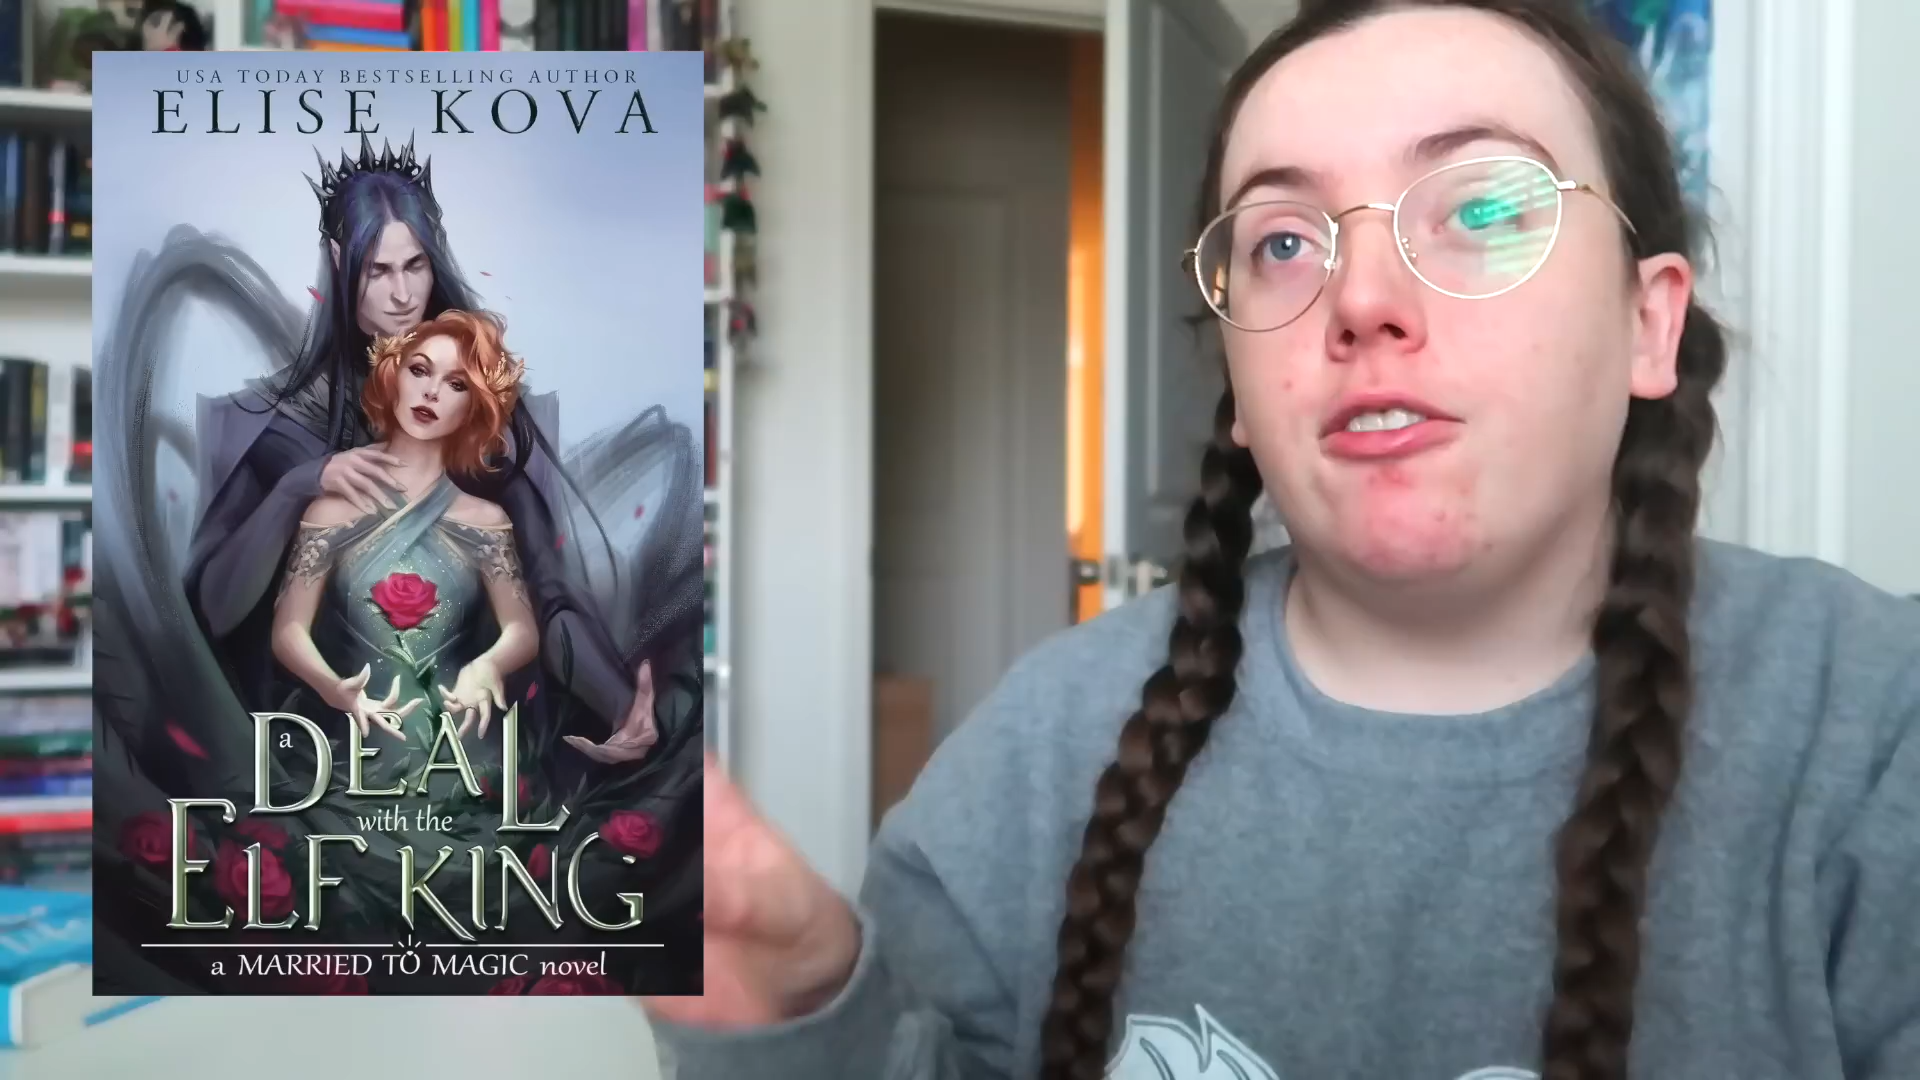 USA TODAY BESTSELLING AUTHOR
ELISE KOVA
a DEAL
with the
ELF KING
a MARRIED TO MAGIC novel